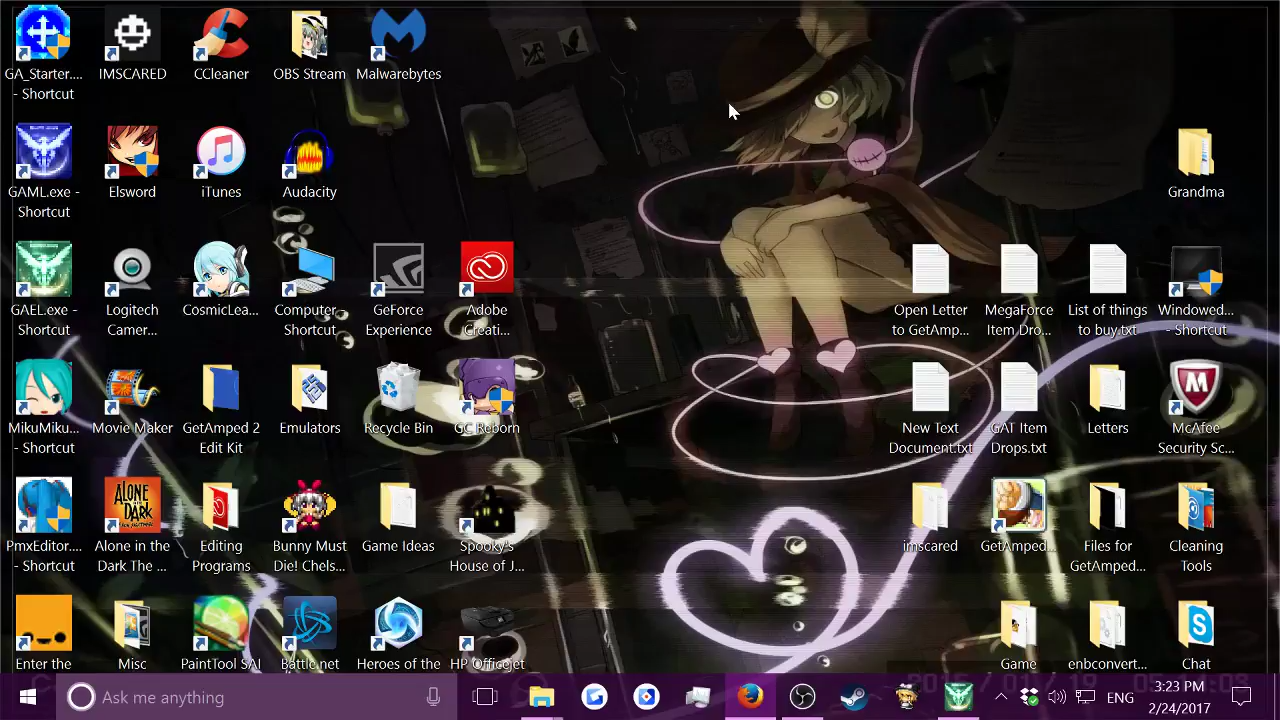 GA_Starter....
- Shortcut
IMSCARED
CCleaner
OBS Stream
Malwarebytes
GAML.exe -
Shortcut
Elsword
iTunes
Audacity
Grandma
GAEL.exe -
Shortcut
Logitech
Camer...
CosmicLea...
Computer -
Shortcut
GeForce
Experience
Adobe
Creati...
Open Letter
to GetAmp...
MegaForce
Item Dro...
List of things
to buy.txt
Windowed...
- Shortcut
MikuMiku...
- Shortcut
Movie Maker
GetAmped 2
Edit Kit
Emulators
Recycle Bin
GC Reborn
New Text
Document.txt
GAT Item
Drops.txt
Letters
McAfee
Security Sc...
PmxEditor....
- Shortcut
ALONE
IN THE
DARK
Alone in the
Dark The ...
Editing
Programs
Bunny Must
Die! Chels...
Game Ideas
Spooky's
House of J...
imscared
GetAmped...
Files for
GetAmped...
Cleaning
Tools
Enter the
Misc
PaintTool SAI
Battle.net
Heroes of the
HP Officejet
Game
enbconvert...
Chat
Ask me anything
ENG
3:23 PM
2/24/2017